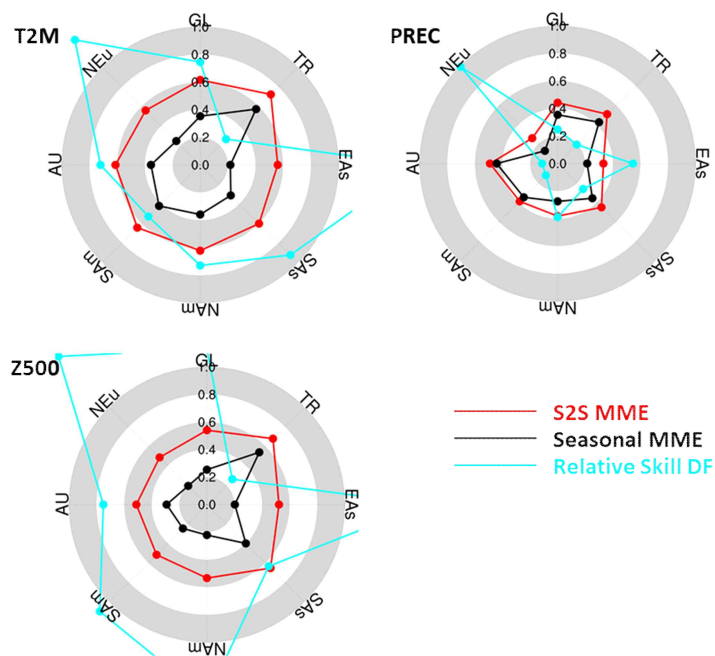 T2M
GL
TR
EAs
SAs
NAm
SAm
AU
NEu
1.0
0.8
0.6
0.4
0.2
0.0
PREC
GL
TR
EAs
SAs
NAm
SAm
AU
NEu
1.0
0.8
0.6
0.4
0.2
0.0
Z500
GL
TR
EAs
SAs
NAm
SAm
AU
NEu
1.0
0.8
0.6
0.4
0.2
0.0
S2S MME
Seasonal MME
Relative Skill DF